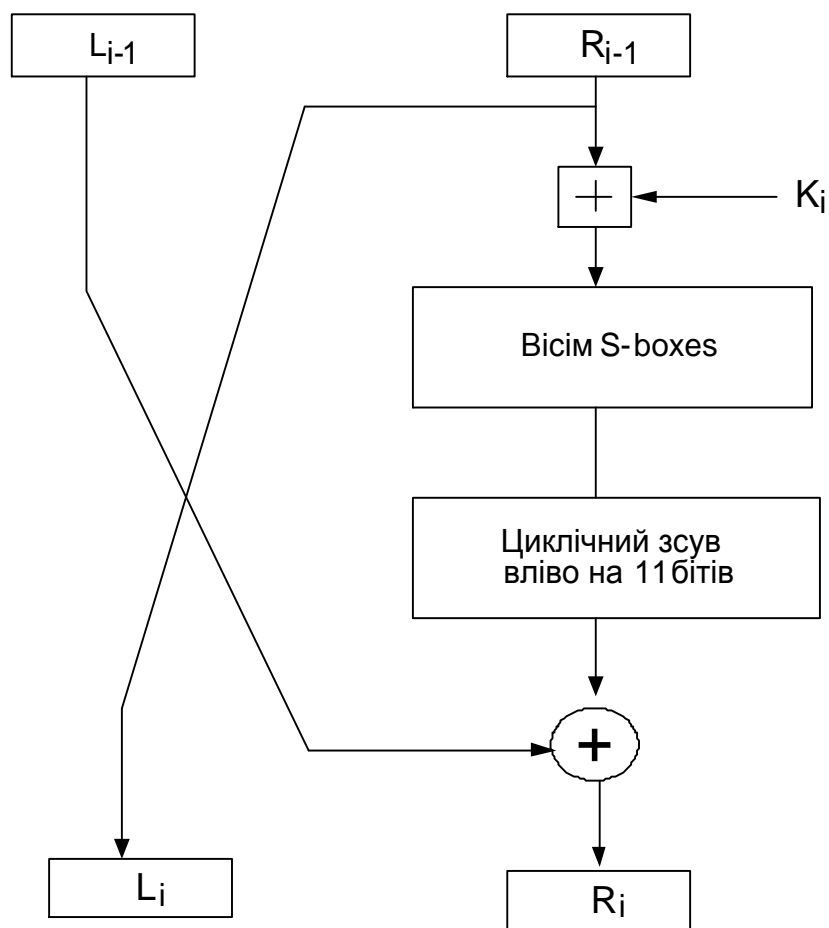 Li-1
Ri-1
+
Ki
Вісім S-boxes
Циклічний зсув
вліво на 11бітів
+
Li
Ri